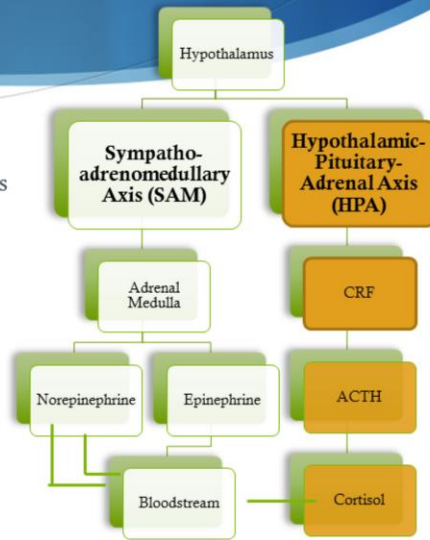 Hypothalamus
Sympatho-
adrenomedullary
Axis (SAM)
Hypothalamic-
Pituitary-
Adrenal Axis
(HPA)
Adrenal
Medulla
CRF
Norepinephrine
Epinephrine
ACTH
Bloodstream
Cortisol